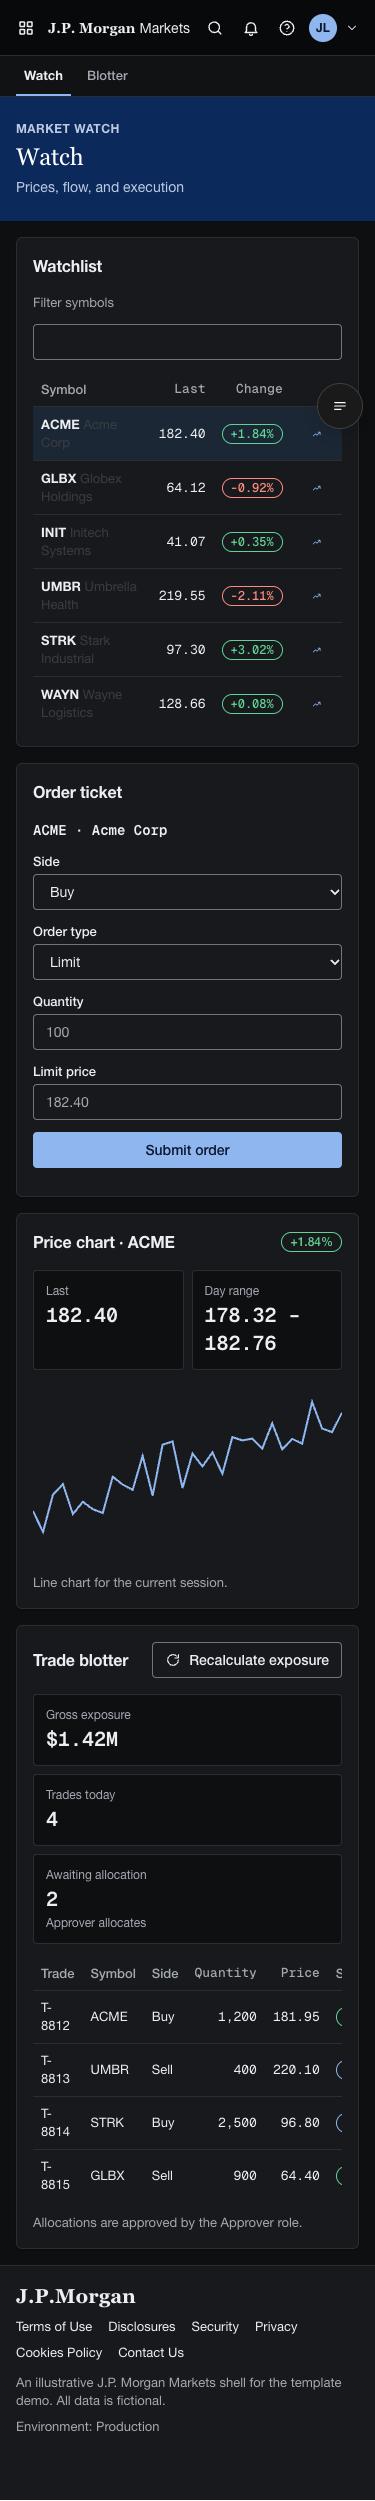 J.P. Morgan Markets
JL
Watch Blotter
MARKET WATCH
Watch
Prices, flow, and execution
Watchlist
Filter symbols
Symbol Last Change
ACME Acme Corp 182.40 +1.84%
GLBX Globex Holdings 64.12 -0.92%
INIT Initech Systems 41.07 +0.35%
UMBR Umbrella Health 219.55 -2.11%
STRK Stark Industrial 97.30 +3.02%
WAYN Wayne Logistics 128.66 +0.08%
Order ticket
ACME · Acme Corp
Side
Buy
Order type
Limit
Quantity
100
Limit price
182.40
Submit order
Price chart · ACME +1.84%
Last
182.40
Day range
178.32 –
182.76
Line chart for the current session.
Trade blotter
Recalculate exposure
Gross exposure
$1.42M
Trades today
4
Awaiting allocation
2
Approver allocates
Trade Symbol Side Quantity Price S
T-8812 ACME Buy 1,200 181.95
T-8813 UMBR Sell 400 220.10
T-8814 STRK Buy 2,500 96.80
T-8815 GLBX Sell 900 64.40
Allocations are approved by the Approver role.
J.P.Morgan
Terms of Use Disclosures Security Privacy
Cookies Policy Contact Us
An illustrative J.P. Morgan Markets shell for the template
demo. All data is fictional.
Environment: Production